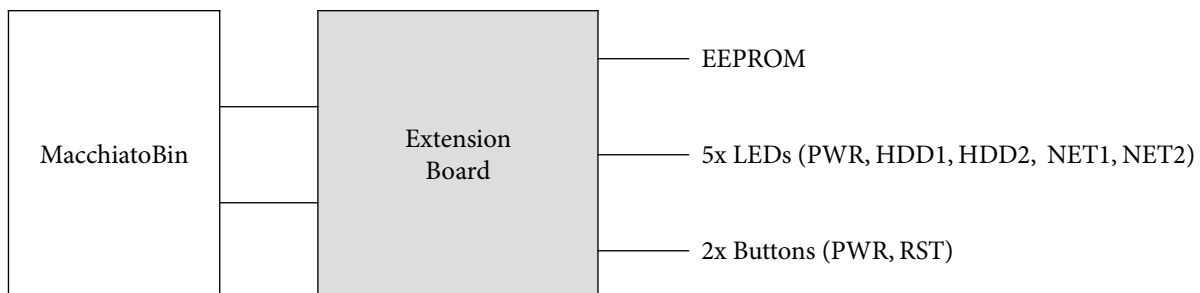 MacchiatoBin
Extension
Board
EEPROM
5x LEDs (PWR, HDD1, HDD2, NET1, NET2)
2x Buttons (PWR, RST)